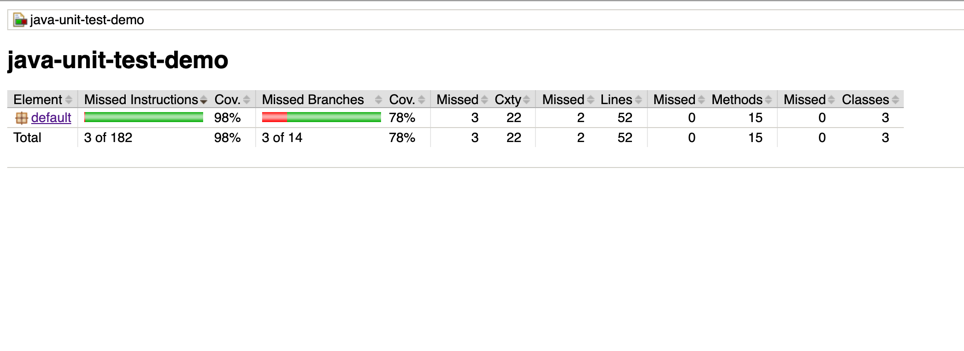 java-unit-test-demo
java-unit-test-demo
Element Missed Instructions Cov. Missed Branches Cov. Missed Cxty Missed Lines Missed Methods Missed Classes
default 98% 78% 3 22 2 52 0 15 0 3
Total 3 of 182 98% 3 of 14 78% 3 22 2 52 0 15 0 3